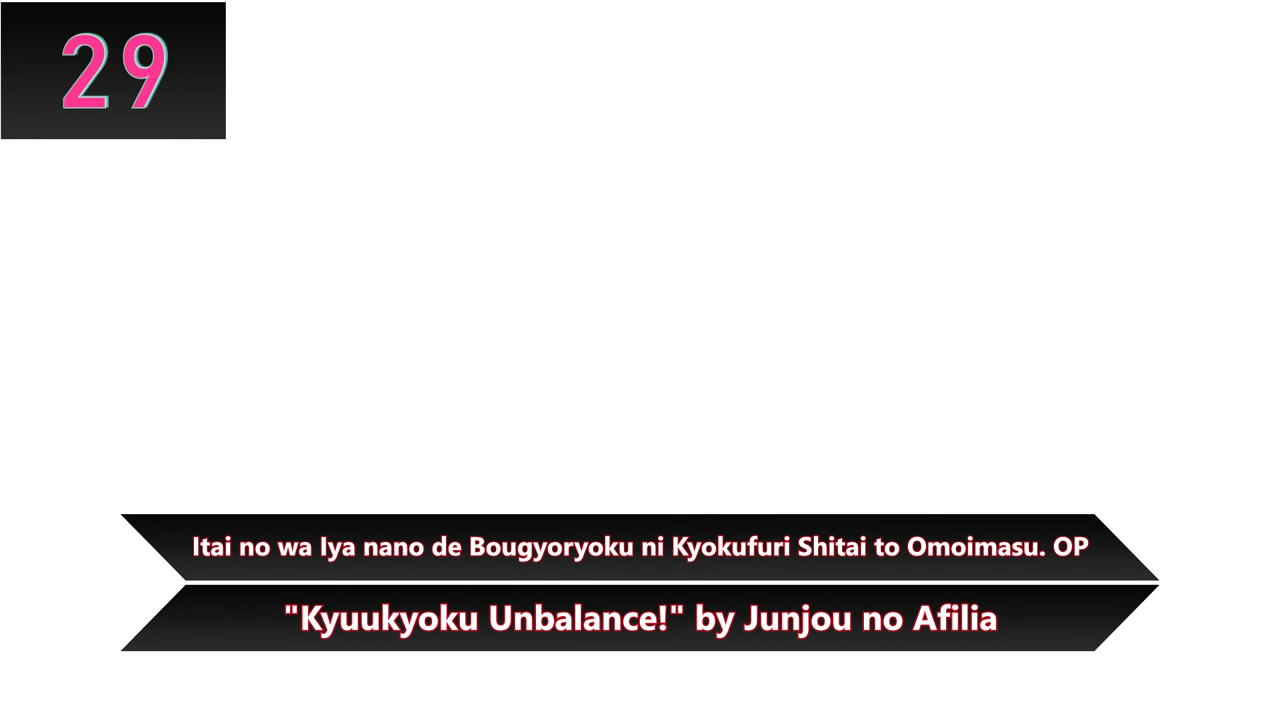 29
Itai no wa Iya nano de Bougyoryoku ni Kyokufuri Shitai to Omoimasu. OP
"Kyuukyoku Unbalance!" by Junjou no Afilia